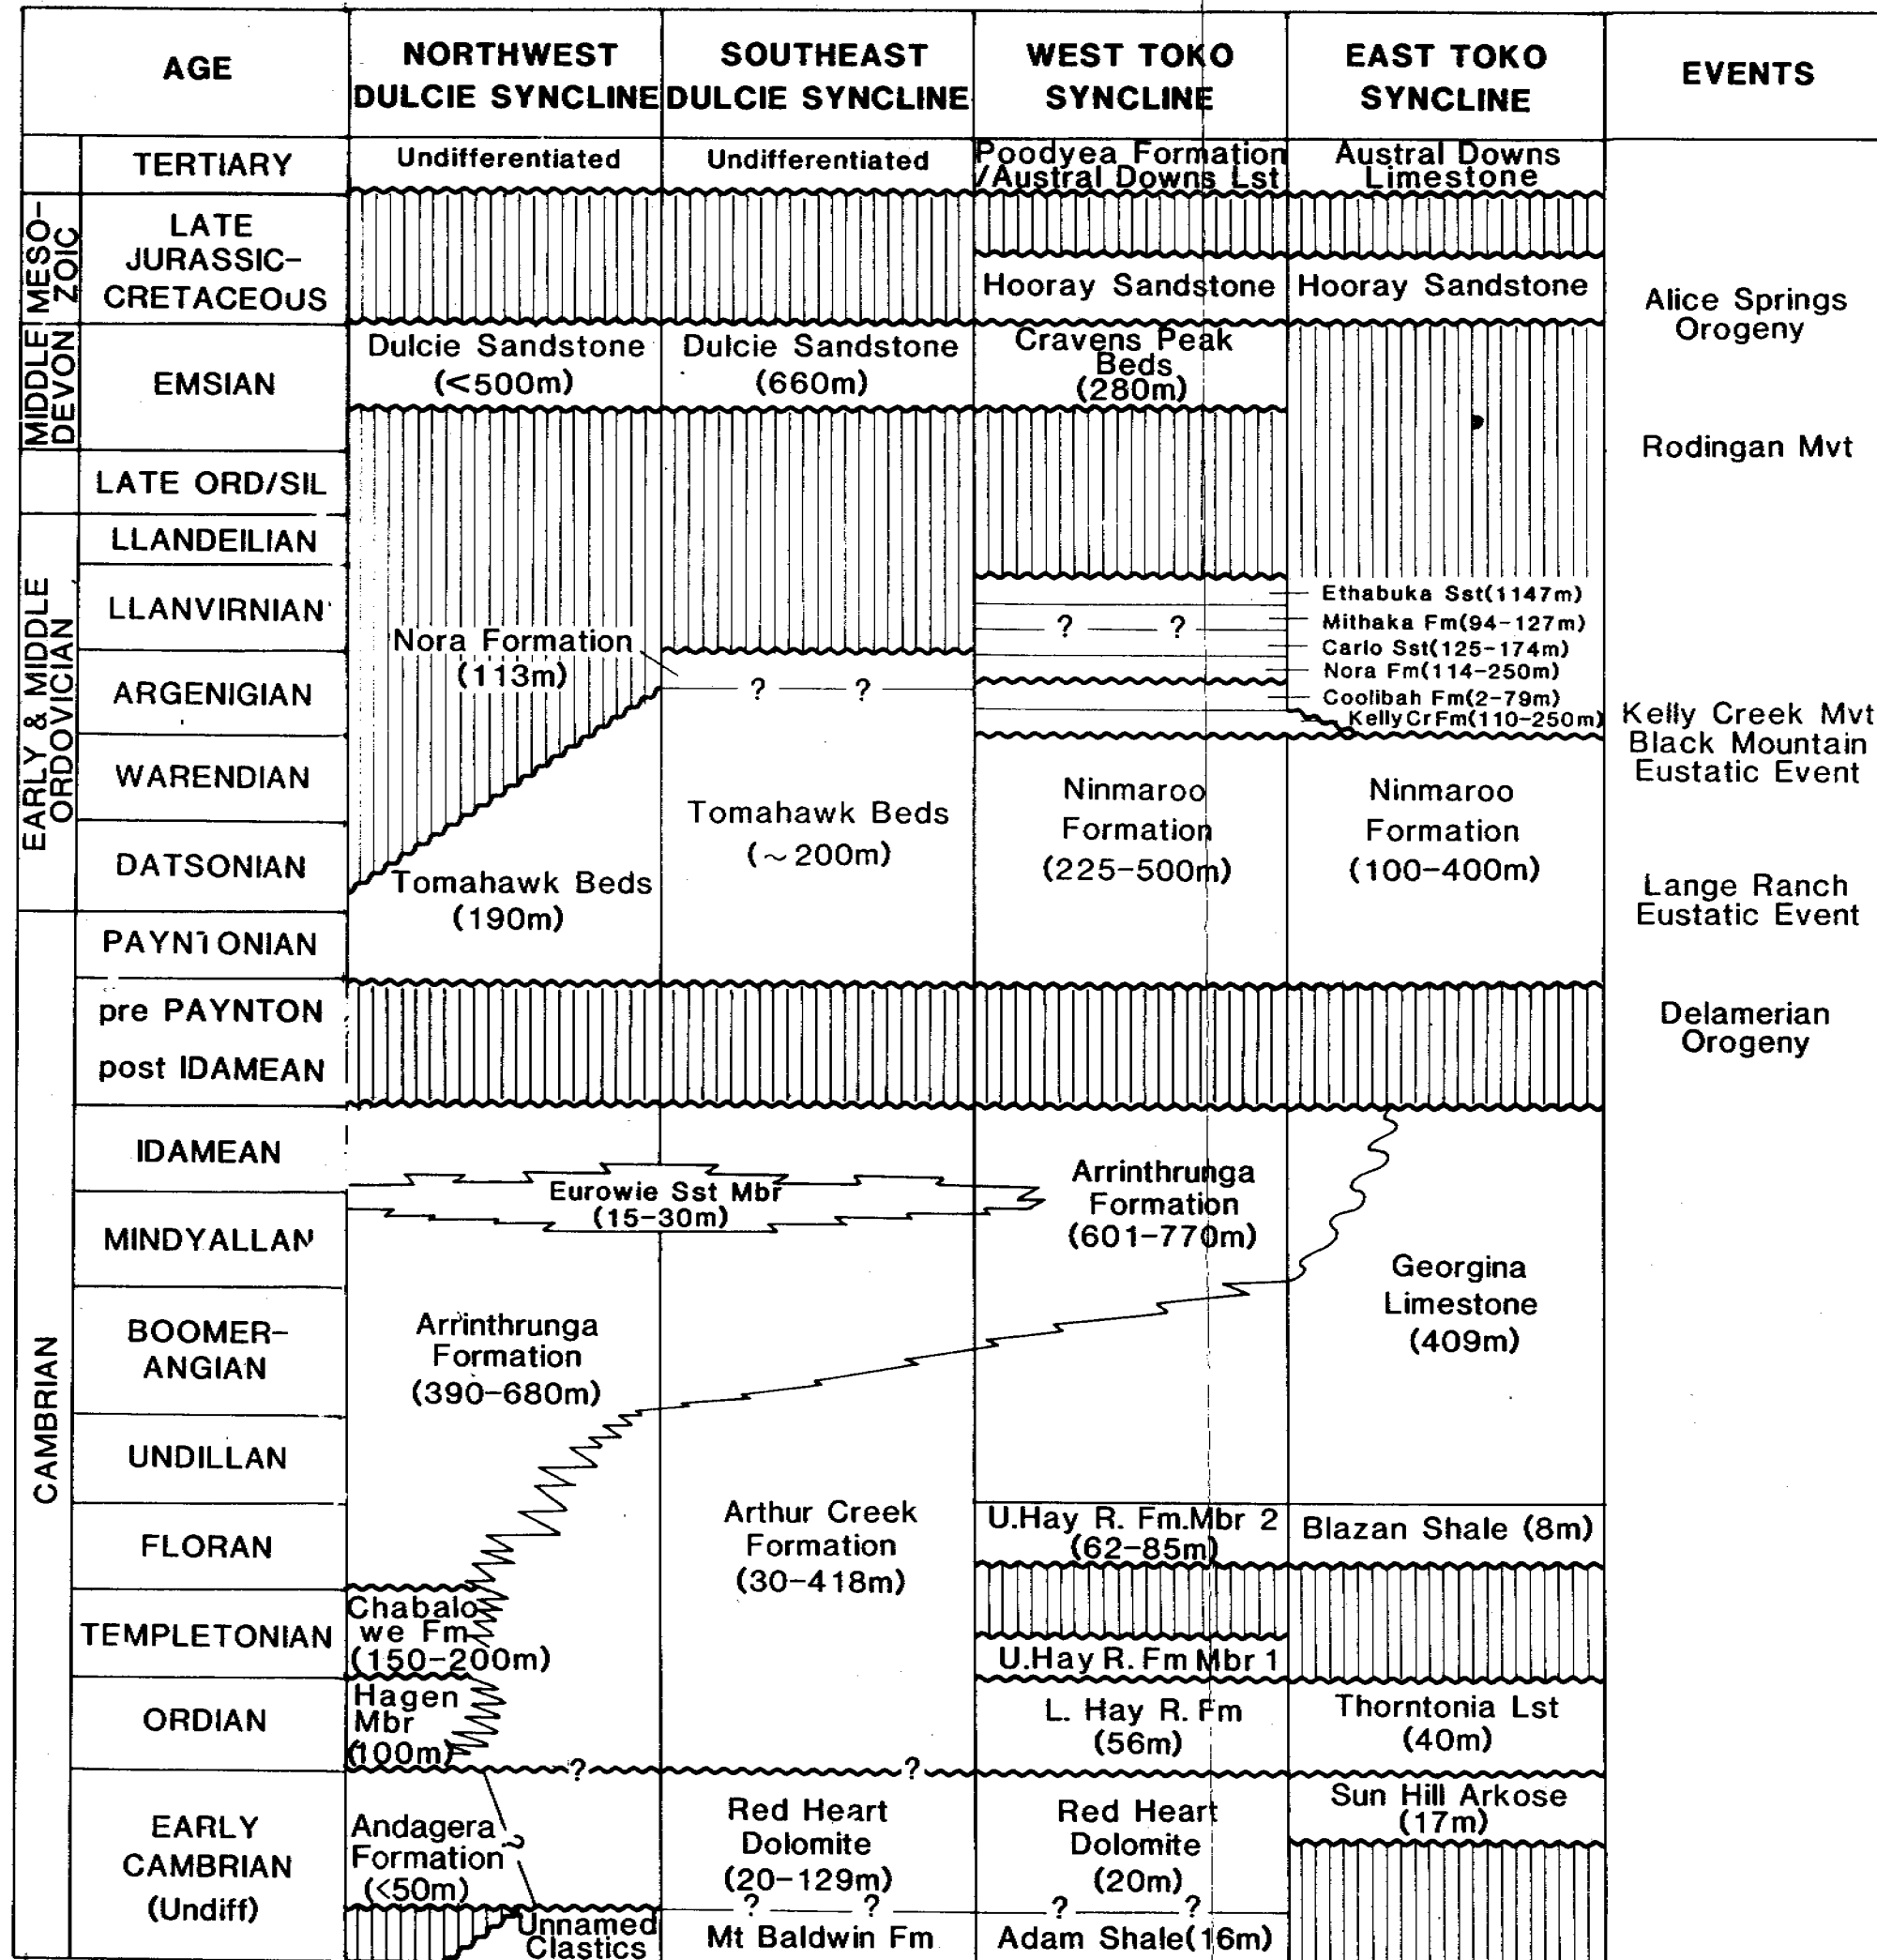 AGE
NORTHWEST
DULCIE SYNCLINE
SOUTHEAST
DULCIE SYNCLINE
WEST TOKO
SYNCLINE
EAST TOKO
SYNCLINE
EVENTS
TERTIARY
Undifferentiated
Undifferentiated
Poodyea Formation
/Austral Downs Lst
Austral Downs
Limestone
MESO-
ZOIC
LATE
JURASSIC-
CRETACEOUS
Hooray Sandstone
Hooray Sandstone
Alice Springs
Orogeny
MIDDLE
DEVON
EMSIAN
Dulcie Sandstone
(<500m)
Dulcie Sandstone
(660m)
Cravens Peak
Beds
(280m)
Rodingan Mvt
LATE ORD/SIL
EARLY & MIDDLE
ORDOVICIAN
LLANDEILIAN
LLANVIRNIAN
Nora Formation
(113m)
? ?
Ethabuka Sst(1147m)
Mithaka Fm(94-127m)
Carlo Sst(125-174m)
Nora Fm(114-250m)
ARGENIGIAN
? ?
Coolibah Fm(2-79m)
Kelly Cr Fm(110-250m)
Kelly Creek Mvt
Black Mountain
Eustatic Event
WARENDIAN
Tomahawk Beds
(~200m)
Ninmaroo
Formation
(225-500m)
Ninmaroo
Formation
(100-400m)
DATSONIAN
Tomahawk Beds
(190m)
Lange Ranch
Eustatic Event
CAMBRIAN
PAYNTONIAN
pre PAYNTON
post IDAMEAN
Delamerian
Orogeny
IDAMEAN
Eurowie Sst Mbr
(15-30m)
Arrinthrunga
Formation
(601-770m)
MINDYALLAN
Georgina
Limestone
(409m)
BOOMER-
ANGIAN
Arrinthrunga
Formation
(390-680m)
UNDILLAN
FLORAN
Arthur Creek
Formation
(30-418m)
U.Hay R. Fm.Mbr 2
(62-85m)
Blazan Shale (8m)
TEMPLETONIAN
Chabalo
we Fm
(150-200m)
U.Hay R. Fm Mbr 1
ORDIAN
Hagen
Mbr
(100m)
L. Hay R. Fm
(56m)
Thorntonia Lst
(40m)
? ?
EARLY
CAMBRIAN
(Undiff)
Andagera
Formation
(<50m)
?
Unnamed
Clastics
Red Heart
Dolomite
(20-129m)
? ?
Mt Baldwin Fm
Red Heart
Dolomite
(20m)
? ?
Adam Shale(16m)
Sun Hill Arkose
(17m)